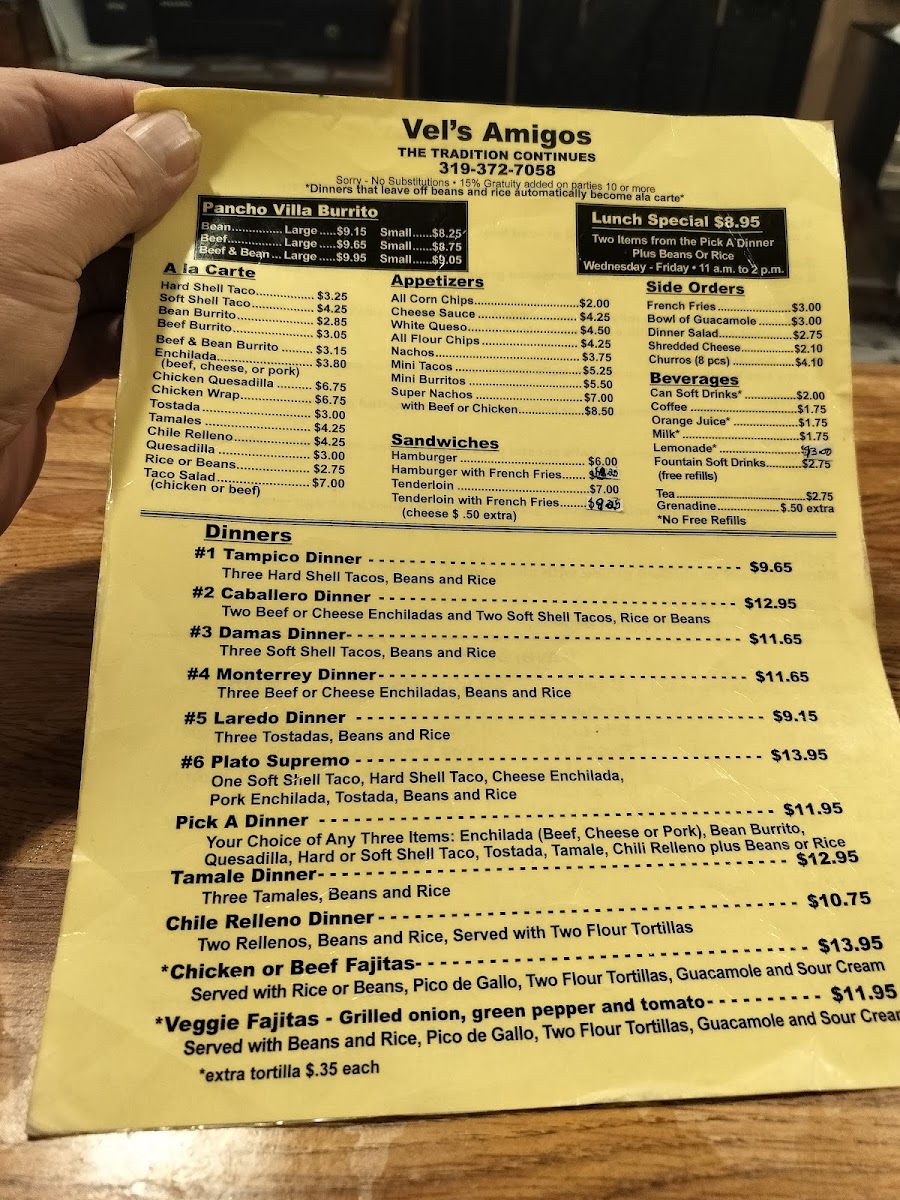 Vel's Amigos
THE TRADITION CONTINUES
319-372-7058
Sorry - No Substitutions • 15% Gratuity added on parties 10 or more
*Dinners that leave off beans and rice automatically become ala carte*
Pancho Villa Burrito
Bean............... Large .....$9.15 Small......$8.25
Beef................ Large .....$9.65 Small......$8.75
Beef & Bean ... Large .....$9.95 Small......$9.05
Lunch Special $8.95
Two Items from the Pick A Dinner
Plus Beans Or Rice
Wednesday - Friday • 11 a.m. to 2 p.m.
A la Carte
Hard Shell Taco................ $3.25
Soft Shell Taco................. $4.25
Bean Burrito..................... $2.85
Beef Burrito...................... $3.05
Beef & Bean Burrito ......... $3.15
Enchilada......................... $3.80
(beef, cheese, or pork)
Chicken Quesadilla .......... $6.75
Chicken Wrap................... $6.75
Tostada ............................ $3.00
Tamales ........................... $4.25
Chile Relleno.................... $4.25
Quesadilla ....................... $3.00
Rice or Beans................... $2.75
Taco Salad....................... $7.00
(chicken or beef)
Appetizers
All Corn Chips..........................$2.00
Cheese Sauce .........................$4.25
White Queso............................$4.50
All Flour Chips .........................$4.25
Nachos.....................................$3.75
Mini Tacos ................................$5.25
Mini Burritos .............................$5.50
Super Nachos ..........................$7.00
with Beef or Chicken.................$8.50
Sandwiches
Hamburger ............................... $6.00
Hamburger with French Fries......
Tenderloin ................................. $7.00
Tenderloin with French Fries........
(cheese $ .50 extra)
Side Orders
French Fries ..................$3.00
Bowl of Guacamole ........$3.00
Dinner Salad...................$2.75
Shredded Cheese...........$2.10
Churros (8 pcs) ..............$4.10
Beverages
Can Soft Drinks* .............$2.00
Coffee ............................$1.75
Orange Juice* ................$1.75
Milk* ...............................$1.75
Lemonade* .................... $3.00
Fountain Soft Drinks.........$2.75
(free refills)
Tea .................................$2.75
Grenadine................$.50 extra
*No Free Refills
Dinners
#1 Tampico Dinner - - - - - - - - - - - - - - - - - - - - $9.65
Three Hard Shell Tacos, Beans and Rice
#2 Caballero Dinner - - - - - - - - - - - - - - - - - - - - $12.95
Two Beef or Cheese Enchiladas and Two Soft Shell Tacos, Rice or Beans
#3 Damas Dinner- - - - - - - - - - - - - - - - - - - - - $11.65
Three Soft Shell Tacos, Beans and Rice
#4 Monterrey Dinner- - - - - - - - - - - - - - - - - - - - $11.65
Three Beef or Cheese Enchiladas, Beans and Rice
#5 Laredo Dinner - - - - - - - - - - - - - - - - - - - - $9.15
Three Tostadas, Beans and Rice
#6 Plato Supremo - - - - - - - - - - - - - - - - - - - - $13.95
One Soft Shell Taco, Hard Shell Taco, Cheese Enchilada,
Pork Enchilada, Tostada, Beans and Rice
Pick A Dinner - - - - - - - - - - - - - - - - - - - - $11.95
Your Choice of Any Three Items: Enchilada (Beef, Cheese or Pork), Bean Burrito,
Quesadilla, Hard or Soft Shell Taco, Tostada, Tamale, Chili Relleno plus Beans or Rice
Tamale Dinner- - - - - - - - - - - - - - - - - - - - $12.95
Three Tamales, Beans and Rice
Chile Relleno Dinner- - - - - - - - - - - - - - - - - - - - $10.75
Two Rellenos, Beans and Rice, Served with Two Flour Tortillas
*Chicken or Beef Fajitas- - - - - - - - - - - - - - - - - - - - $13.95
Served with Rice or Beans, Pico de Gallo, Two Flour Tortillas, Guacamole and Sour Cream
*Veggie Fajitas - Grilled onion, green pepper and tomato- - - - - - - - - $11.95
Served with Beans and Rice, Pico de Gallo, Two Flour Tortillas, Guacamole and Sour Cream
*extra tortilla $.35 each